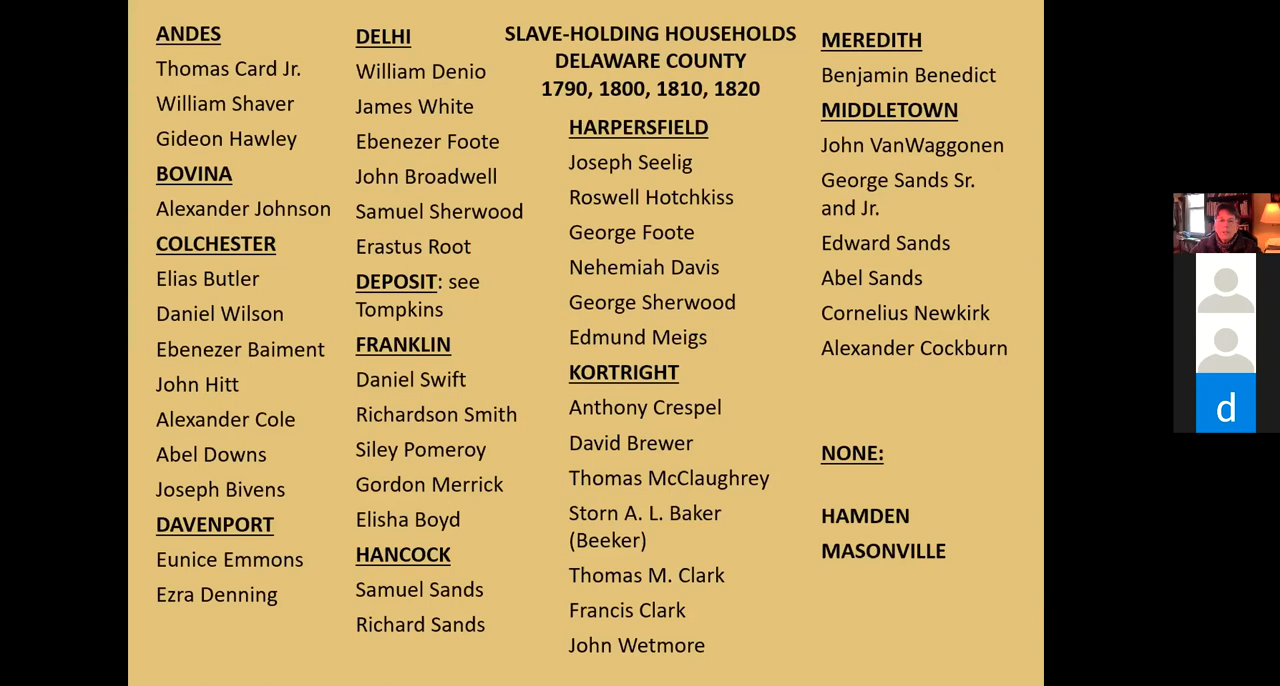 ANDES
Thomas Card Jr.
William Shaver
Gideon Hawley
BOVINA
Alexander Johnson
COLCHESTER
Elias Butler
Daniel Wilson
Ebenezer Baiment
John Hitt
Alexander Cole
Abel Downs
Joseph Bivens
DAVENPORT
Eunice Emmons
Ezra Denning
DELHI
William Denio
James White
Ebenezer Foote
John Broadwell
Samuel Sherwood
Erastus Root
DEPOSIT: see
Tompkins
FRANKLIN
Daniel Swift
Richardson Smith
Siley Pomeroy
Gordon Merrick
Elisha Boyd
HANCOCK
Samuel Sands
Richard Sands
SLAVE-HOLDING HOUSEHOLDS
DELAWARE COUNTY
1790, 1800, 1810, 1820
HARPERSFIELD
Joseph Seelig
Roswell Hotchkiss
George Foote
Nehemiah Davis
George Sherwood
Edmund Meigs
KORTRIGHT
Anthony Crespel
David Brewer
Thomas McClaughrey
Storn A. L. Baker
(Beeker)
Thomas M. Clark
Francis Clark
John Wetmore
MEREDITH
Benjamin Benedict
MIDDLETOWN
John VanWaggonen
George Sands Sr.
and Jr.
Edward Sands
Abel Sands
Cornelius Newkirk
Alexander Cockburn
NONE:
HAMDEN
MASONVILLE
d